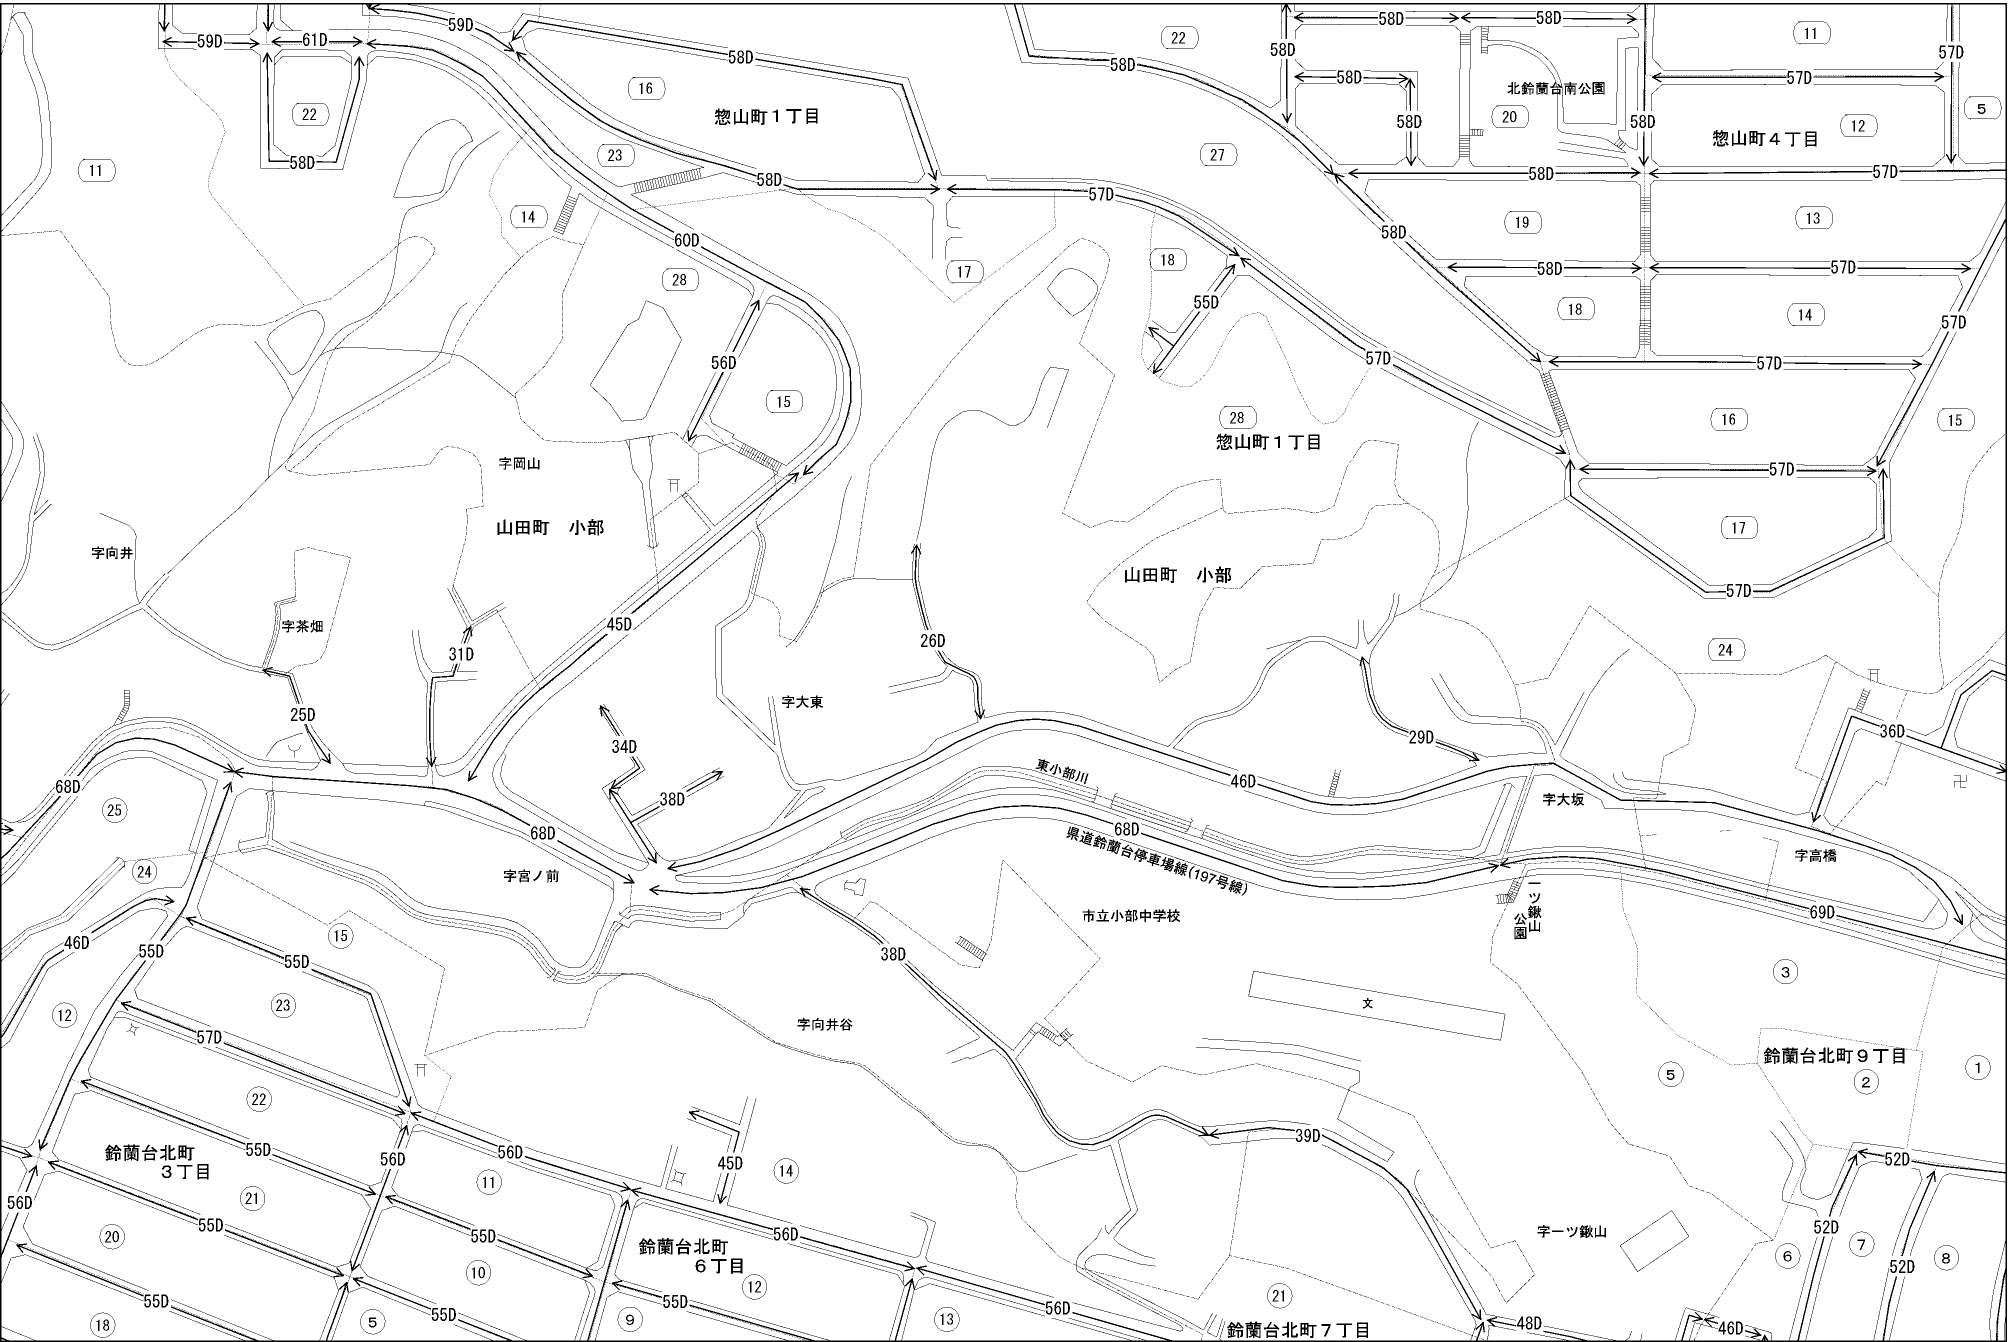 59D
58D
58D
22
11
59D
61D
58D
58D
57D
22
58D
58D
57D
16
北鈴蘭台南公園
5
惣山町１丁目
58D
20
58D
12
惣山町４丁目
22
23
27
11
58D
58D
58D
57D
57D
14
19
13
60D
58D
17
18
58D
57D
28
55D
18
14
57D
56D
57D
57D
15
16
15
28
惣山町１丁目
字岡山
57D
山田町　小部
17
字向井
山田町　小部
57D
字茶畑
45D
26D
31D
24
字大東
25D
34D
29D
36D
東小部川
46D
68D
38D
卍
字大坂
25
68D
68D
県道鈴蘭台停車場線(197号線)
字高橋
24
字宮ノ前
一ツ鍬山
公園
市立小部中学校
69D
15
46D
55D
38D
55D
3
23
文
12
字向井谷
57D
鈴蘭台北町９丁目
1
5
2
22
39D
鈴蘭台北町
３丁目
55D
56D
56D
45D
14
52D
11
21
56D
55D
52D
字一ツ鍬山
20
55D
56D
鈴蘭台北町
６丁目
6
7
8
10
12
52D
55D
55D
55D
56D
21
18
5
9
13
鈴蘭台北町７丁目
48D
46D